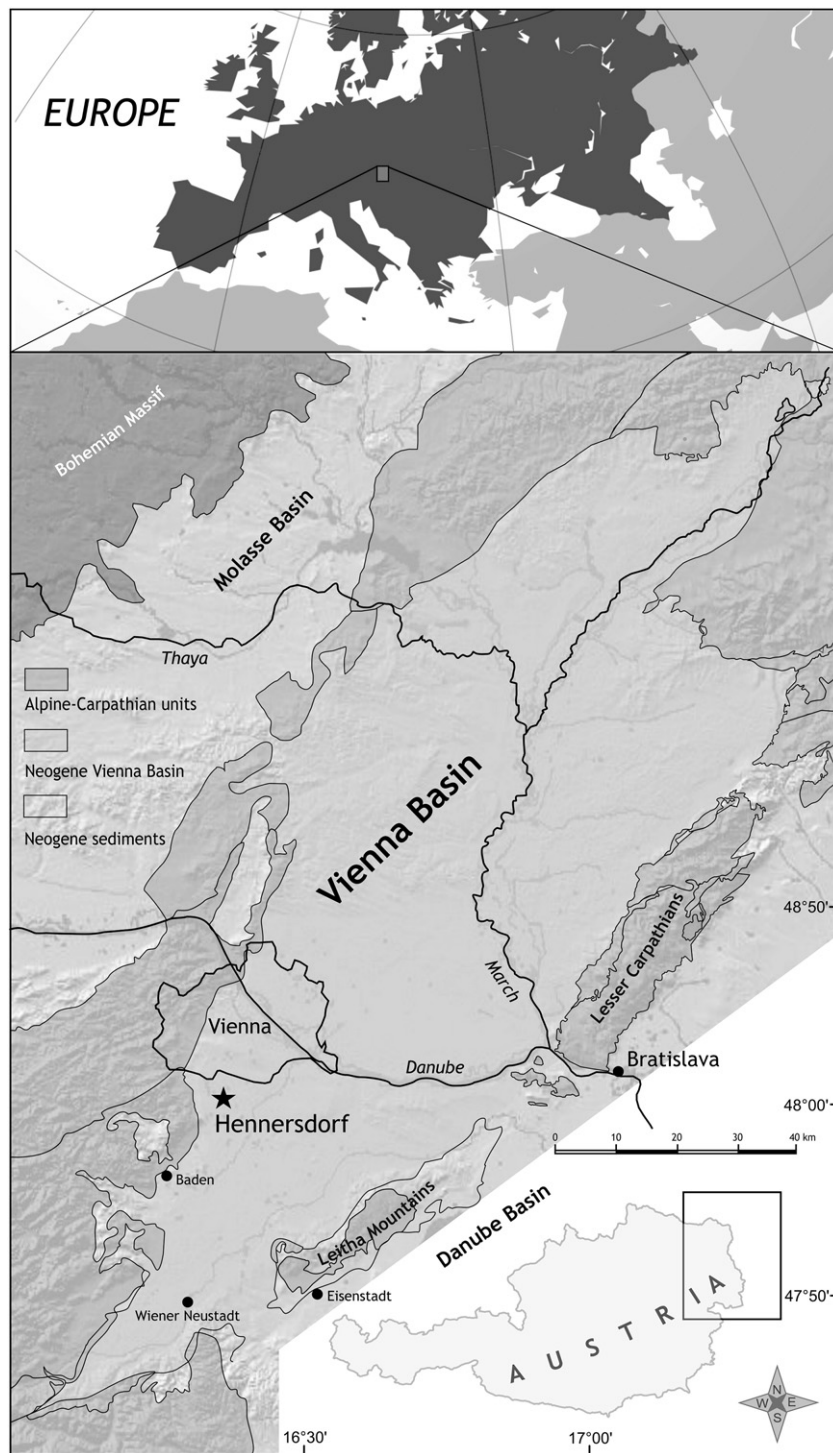 EUROPE
Bohemian Massif
Molasse Basin
Thaya
Alpine-Carpathian units
Neogene Vienna Basin
Neogene sediments
Vienna Basin
48°50'
Lesser Carpathians
March
Vienna
Danube
Bratislava
48°00'
Hennersdorf
0 10 20 30 40 km
Baden
Leitha Mountains
Danube Basin
Eisenstadt
47°50'
Wiener Neustadt
AUSTRIA
N
W E
S
16°30' 17°00'